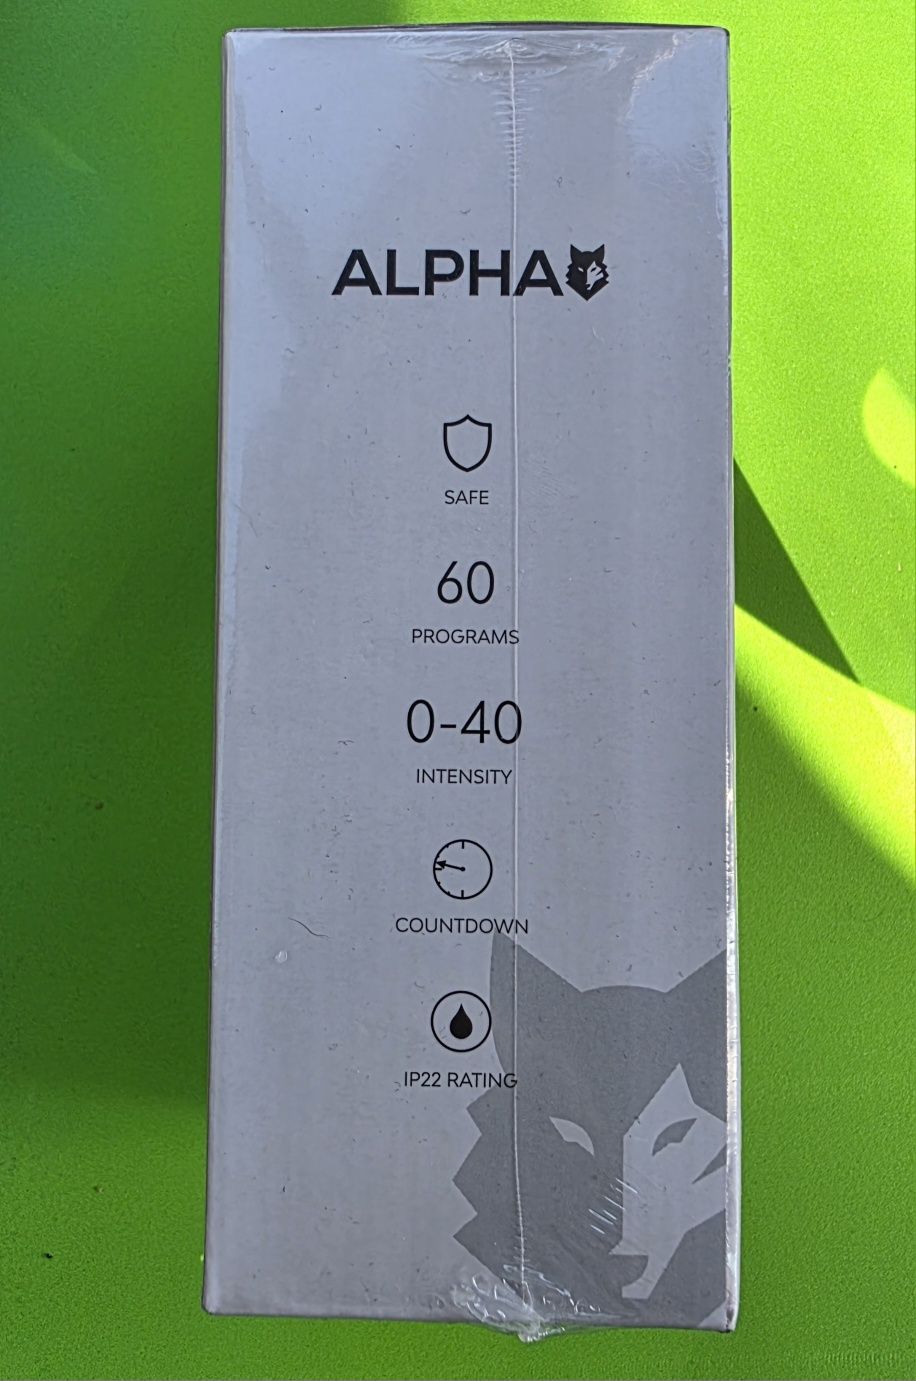 ALPHA
SAFE
60
PROGRAMS
0-40
INTENSITY
COUNTDOWN
IP22 RATING